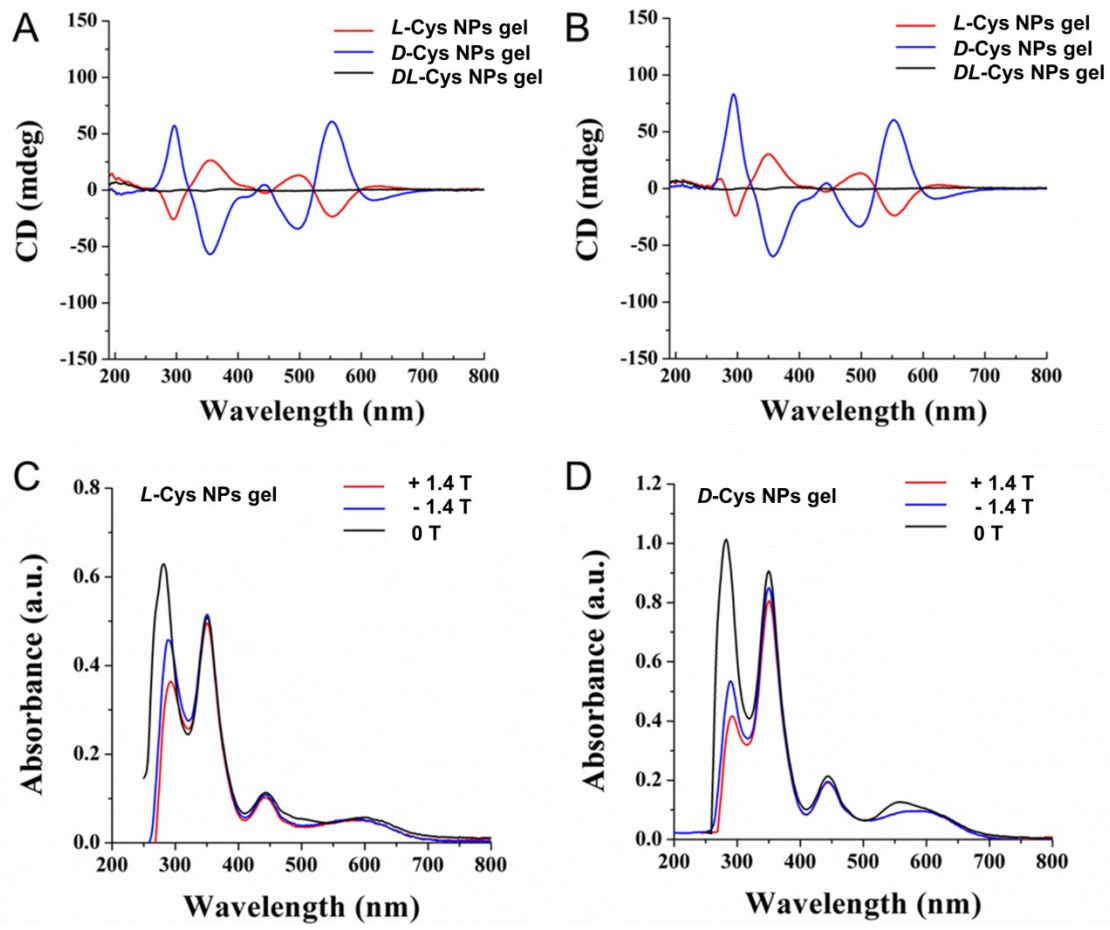 A
L-Cys NPs gel
D-Cys NPs gel
DL-Cys NPs gel
150
100
50
0
-50
-100
-150
CD (mdeg)
200 300 400 500 600 700 800
Wavelength (nm)
B
L-Cys NPs gel
D-Cys NPs gel
DL-Cys NPs gel
150
100
50
0
-50
-100
-150
CD (mdeg)
200 300 400 500 600 700 800
Wavelength (nm)
C
L-Cys NPs gel
+ 1.4 T
- 1.4 T
0 T
0.8
0.6
0.4
0.2
0.0
Absorbance (a.u.)
200 300 400 500 600 700 800
Wavelength (nm)
D
D-Cys NPs gel
+ 1.4 T
- 1.4 T
0 T
1.2
1.0
0.8
0.6
0.4
0.2
0.0
Absorbance (a.u.)
200 300 400 500 600 700 800
Wavelength (nm)